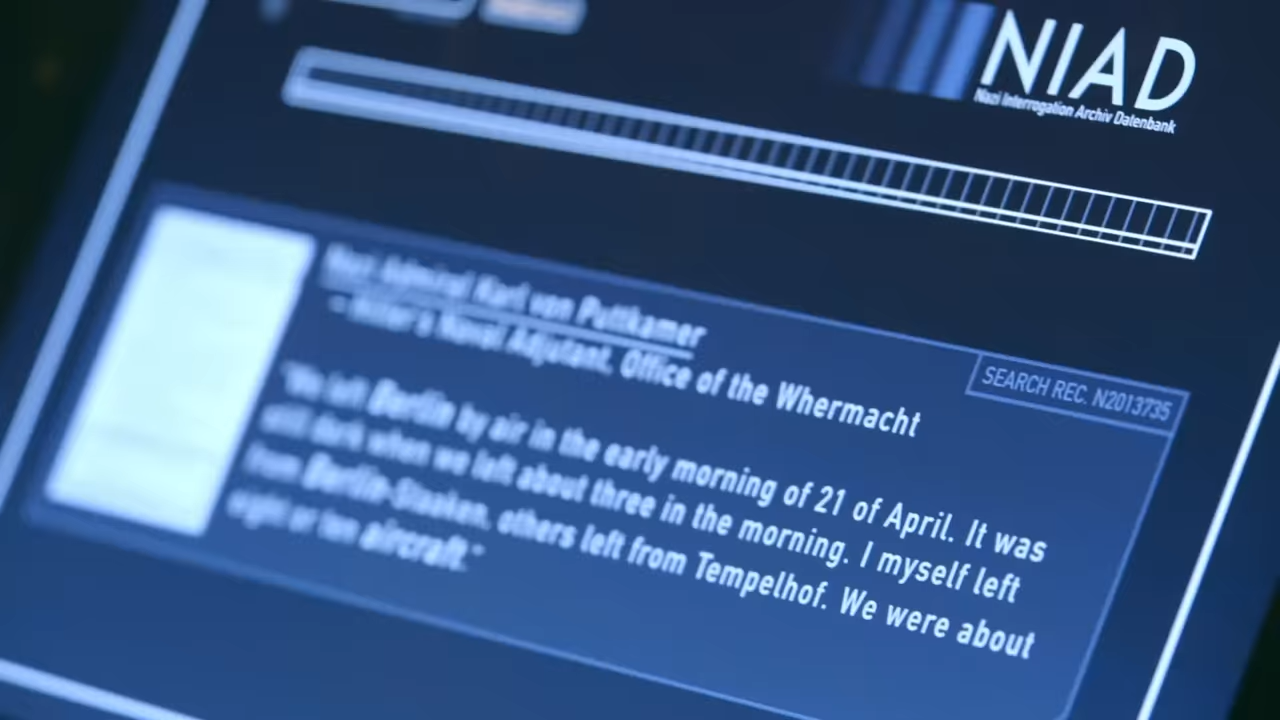 NIAD
Nazi Interrogation Archiv Datenbank
SEARCH REC. N2013735
Nazi Admiral Karl von Puttkamer
- Hitler's Naval Adjutant, Office of the Whermacht
"We left Berlin by air in the early morning of 21 of April. It was
still dark when we left about three in the morning. I myself left
from Berlin-Staaken, others left from Tempelhof. We were about
eight or ten aircraft."